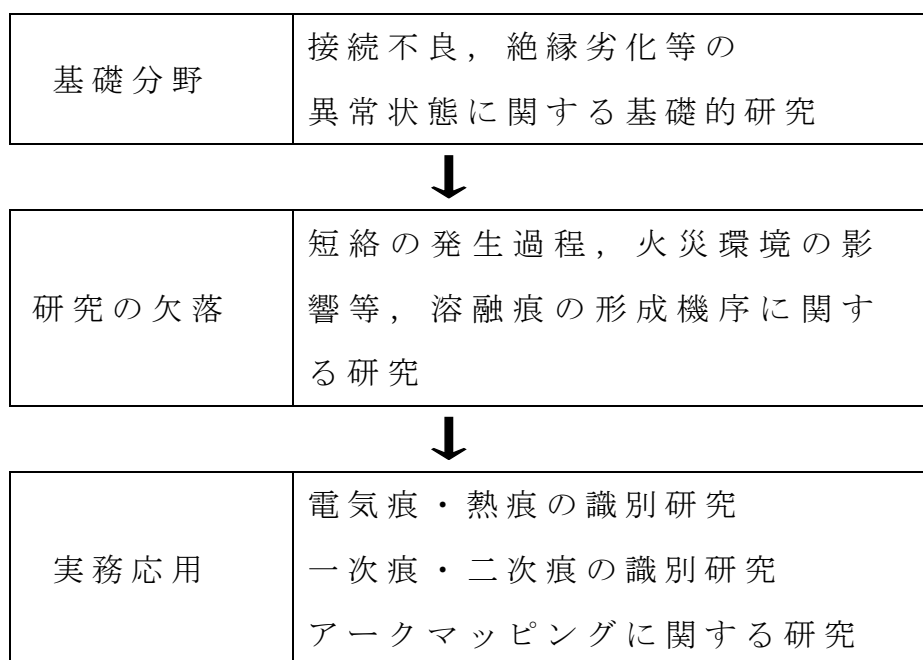 基礎分野
接続不良，絶縁劣化等の
異常状態に関する基礎的研究
研究の欠落
短絡の発生過程，火災環境の影
響等，溶融痕の形成機序に関す
る研究
実務応用
電気痕・熱痕の識別研究
一次痕・二次痕の識別研究
アークマッピングに関する研究